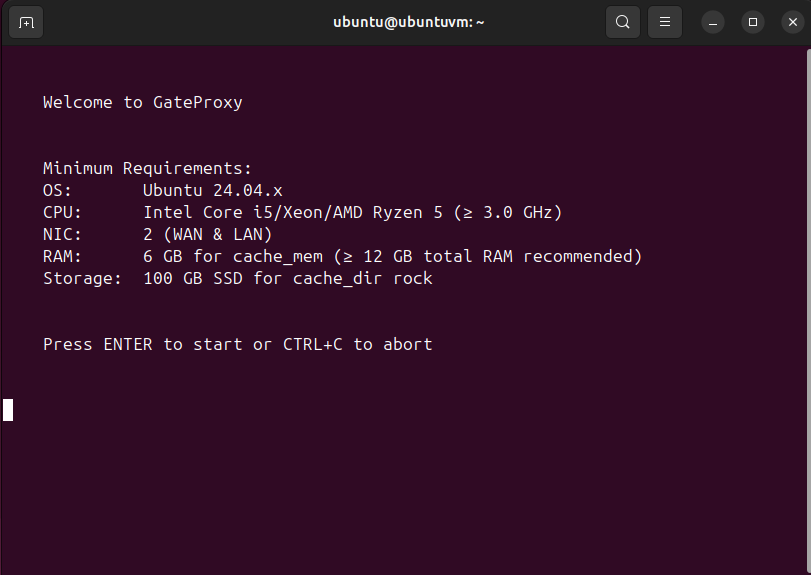 ubuntu@ubuntuvm: ~
Welcome to GateProxy
Minimum Requirements:
OS: Ubuntu 24.04.x
CPU: Intel Core i5/Xeon/AMD Ryzen 5 (≥ 3.0 GHz)
NIC: 2 (WAN & LAN)
RAM: 6 GB for cache_mem (≥ 12 GB total RAM recommended)
Storage: 100 GB SSD for cache_dir rock
Press ENTER to start or CTRL+C to abort